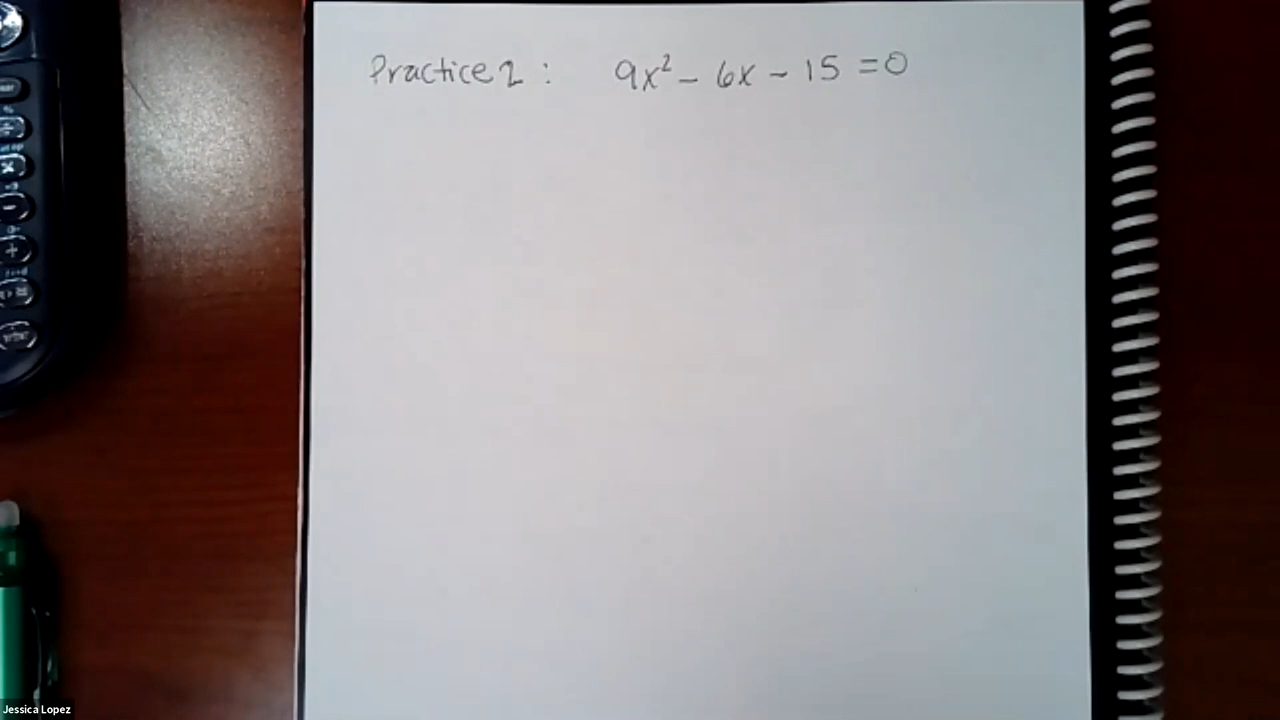 Practice 2 : 9x² - 6x - 15 = 0
Jessica Lopez